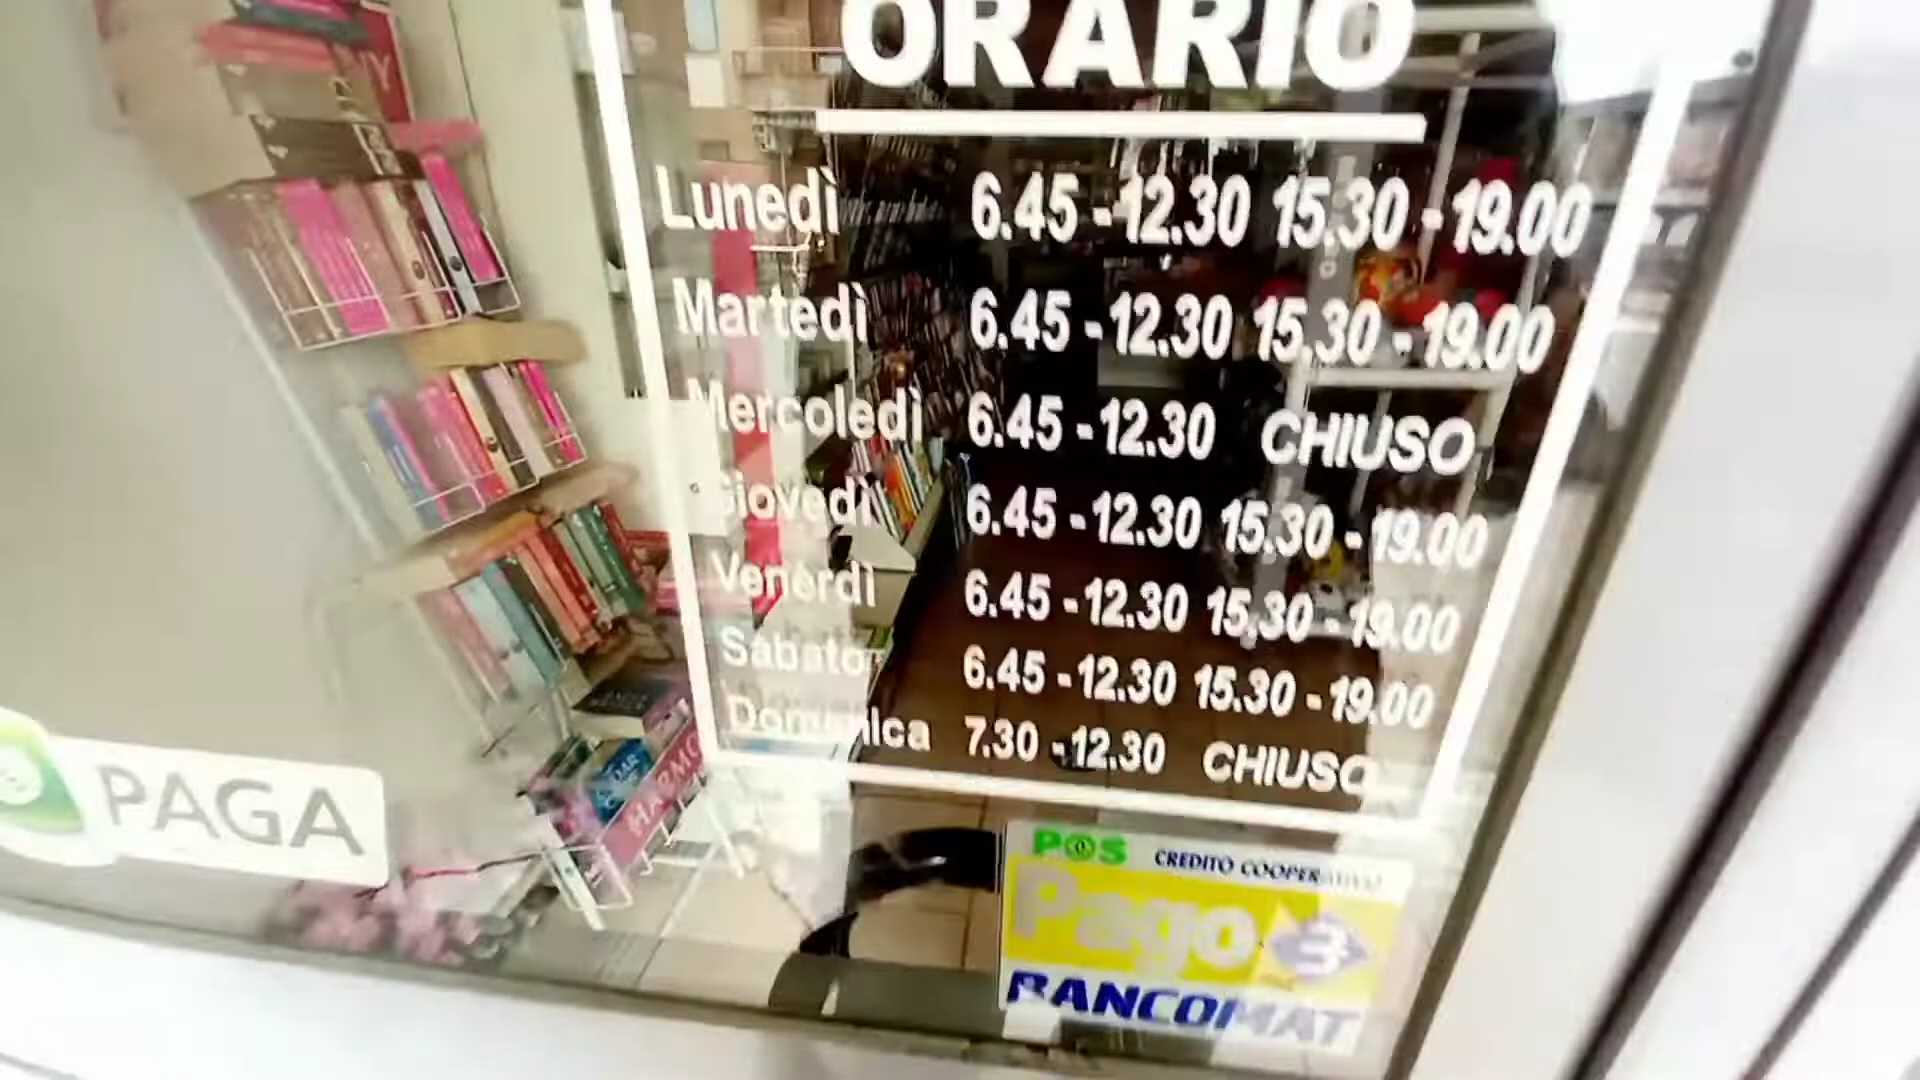 ORARIO
Lunedì 6.45 - 12.30 15.30 - 19.00
Martedì 6.45 - 12.30 15.30 - 19.00
Mercoledì 6.45 - 12.30 CHIUSO
Giovedì 6.45 - 12.30 15.30 - 19.00
Venerdì 6.45 - 12.30 15.30 - 19.00
Sabato 6.45 - 12.30 15.30 - 19.00
Domenica 7.30 - 12.30 CHIUSO
PAGA
POS CREDITO COOPERATIVO
Pago
3
BANCOMAT
HARMONY